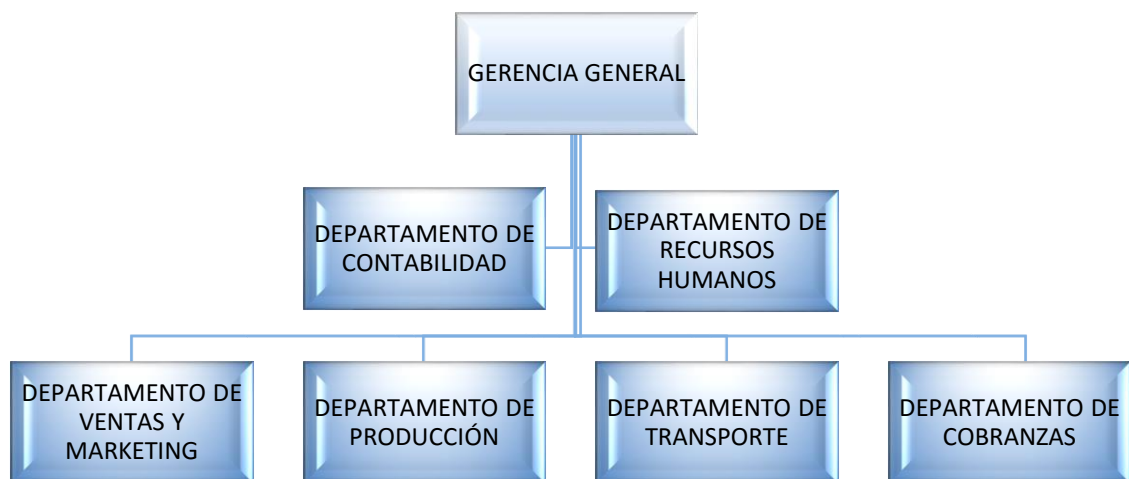 GERENCIA GENERAL
DEPARTAMENTO DE
CONTABILIDAD
DEPARTAMENTO DE
RECURSOS
HUMANOS
DEPARTAMENTO DE
VENTAS Y
MARKETING
DEPARTAMENTO DE
PRODUCCIÓN
DEPARTAMENTO DE
TRANSPORTE
DEPARTAMENTO DE
COBRANZAS